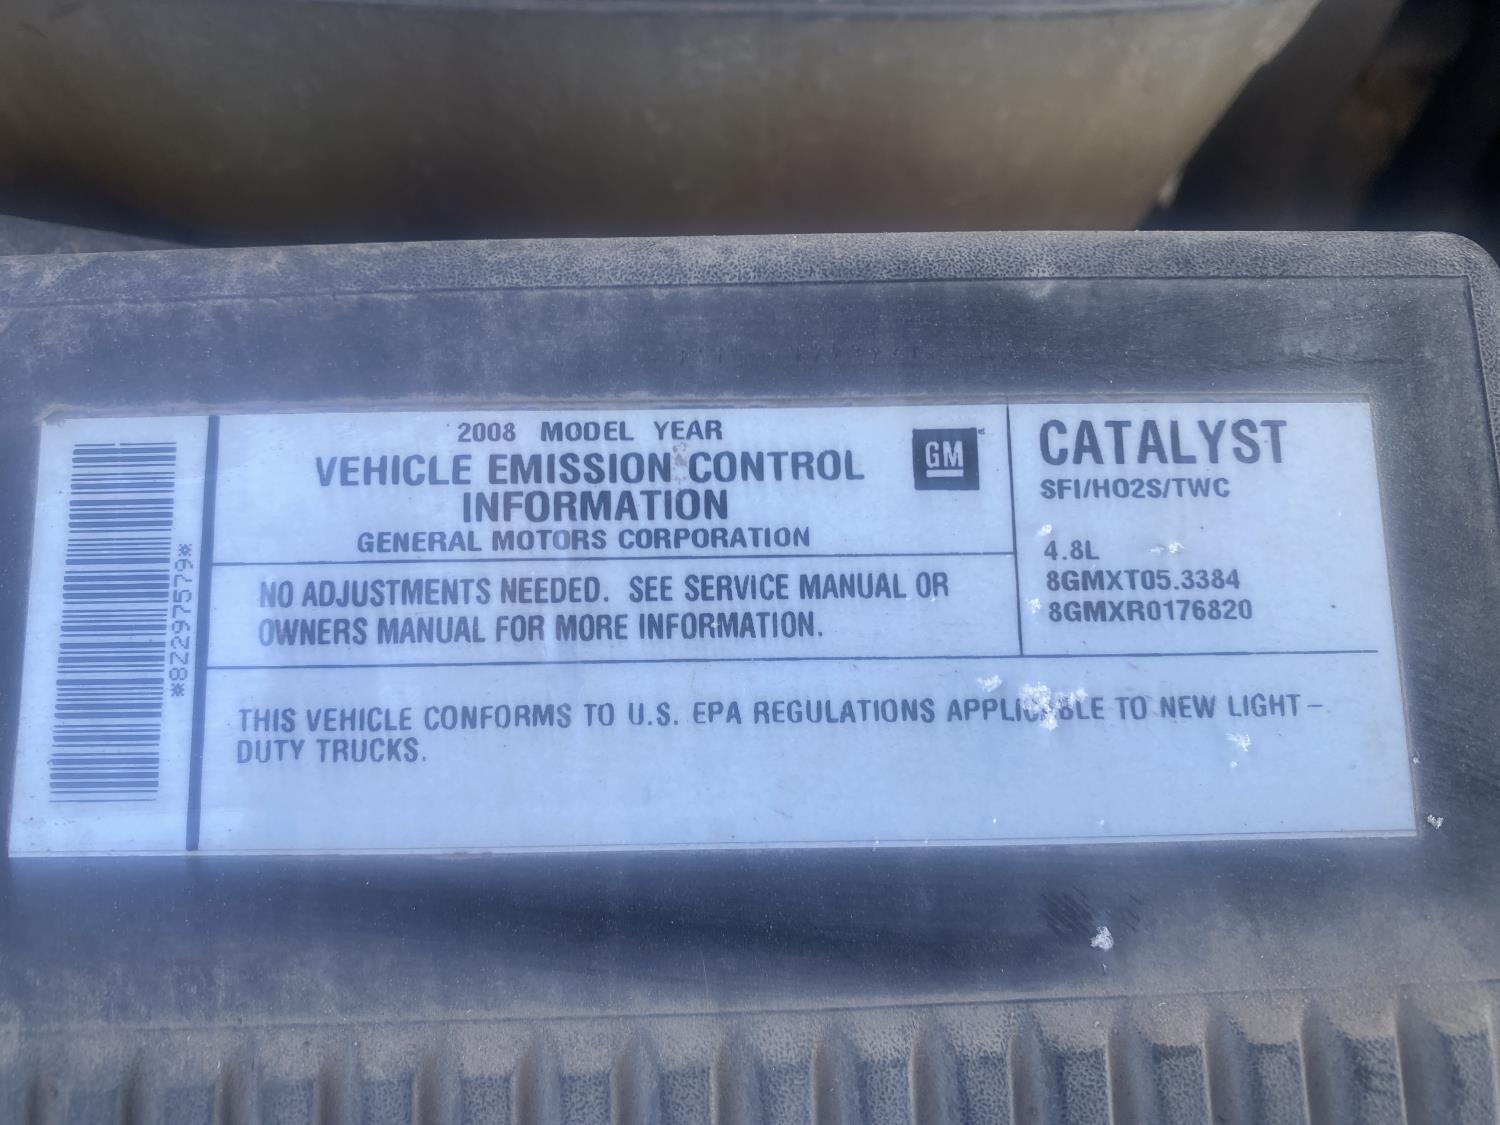 *8Z2297579*
2008 MODEL YEAR
VEHICLE EMISSION CONTROL
INFORMATION
GENERAL MOTORS CORPORATION
GM
NO ADJUSTMENTS NEEDED. SEE SERVICE MANUAL OR
OWNERS MANUAL FOR MORE INFORMATION.
CATALYST
SFI/HO2S/TWC
4.8L
8GMXT05.3384
8GMXR0176820
THIS VEHICLE CONFORMS TO U.S. EPA REGULATIONS APPLICABLE TO NEW LIGHT-
DUTY TRUCKS.